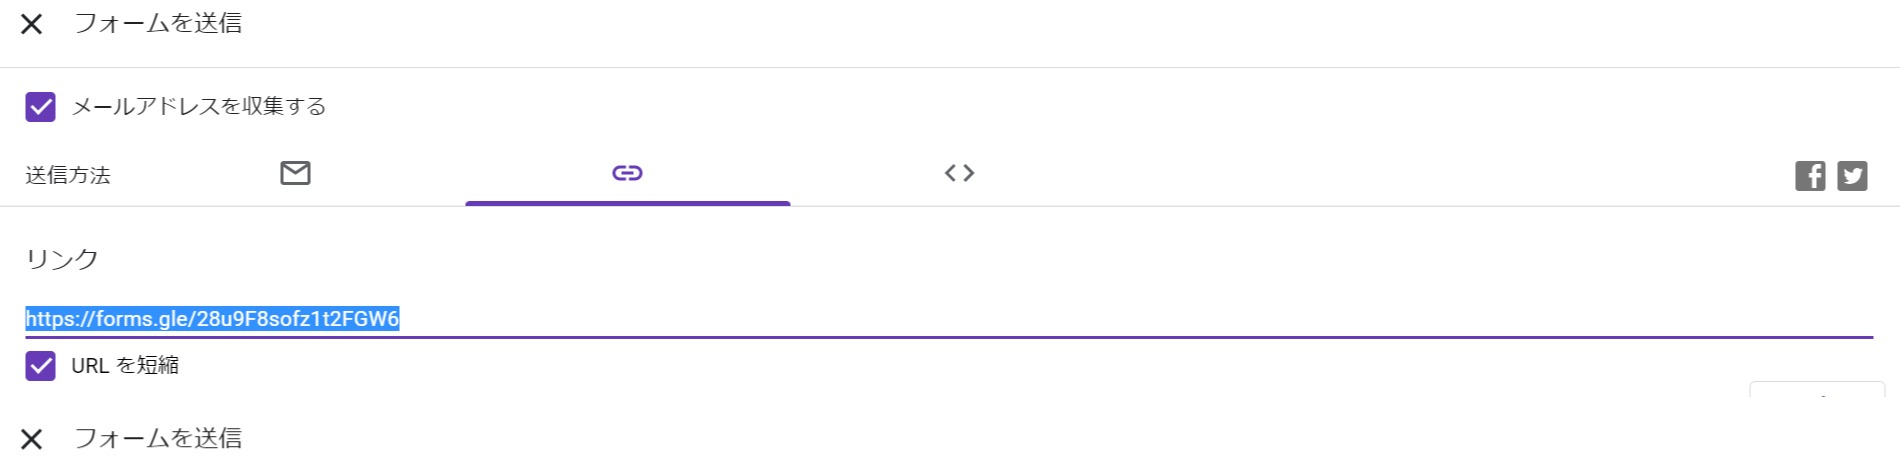 フォームを送信
メールアドレスを収集する
送信方法
リンク
https://forms.gle/28u9F8sofz1t2FGW6
URL を短縮
フォームを送信